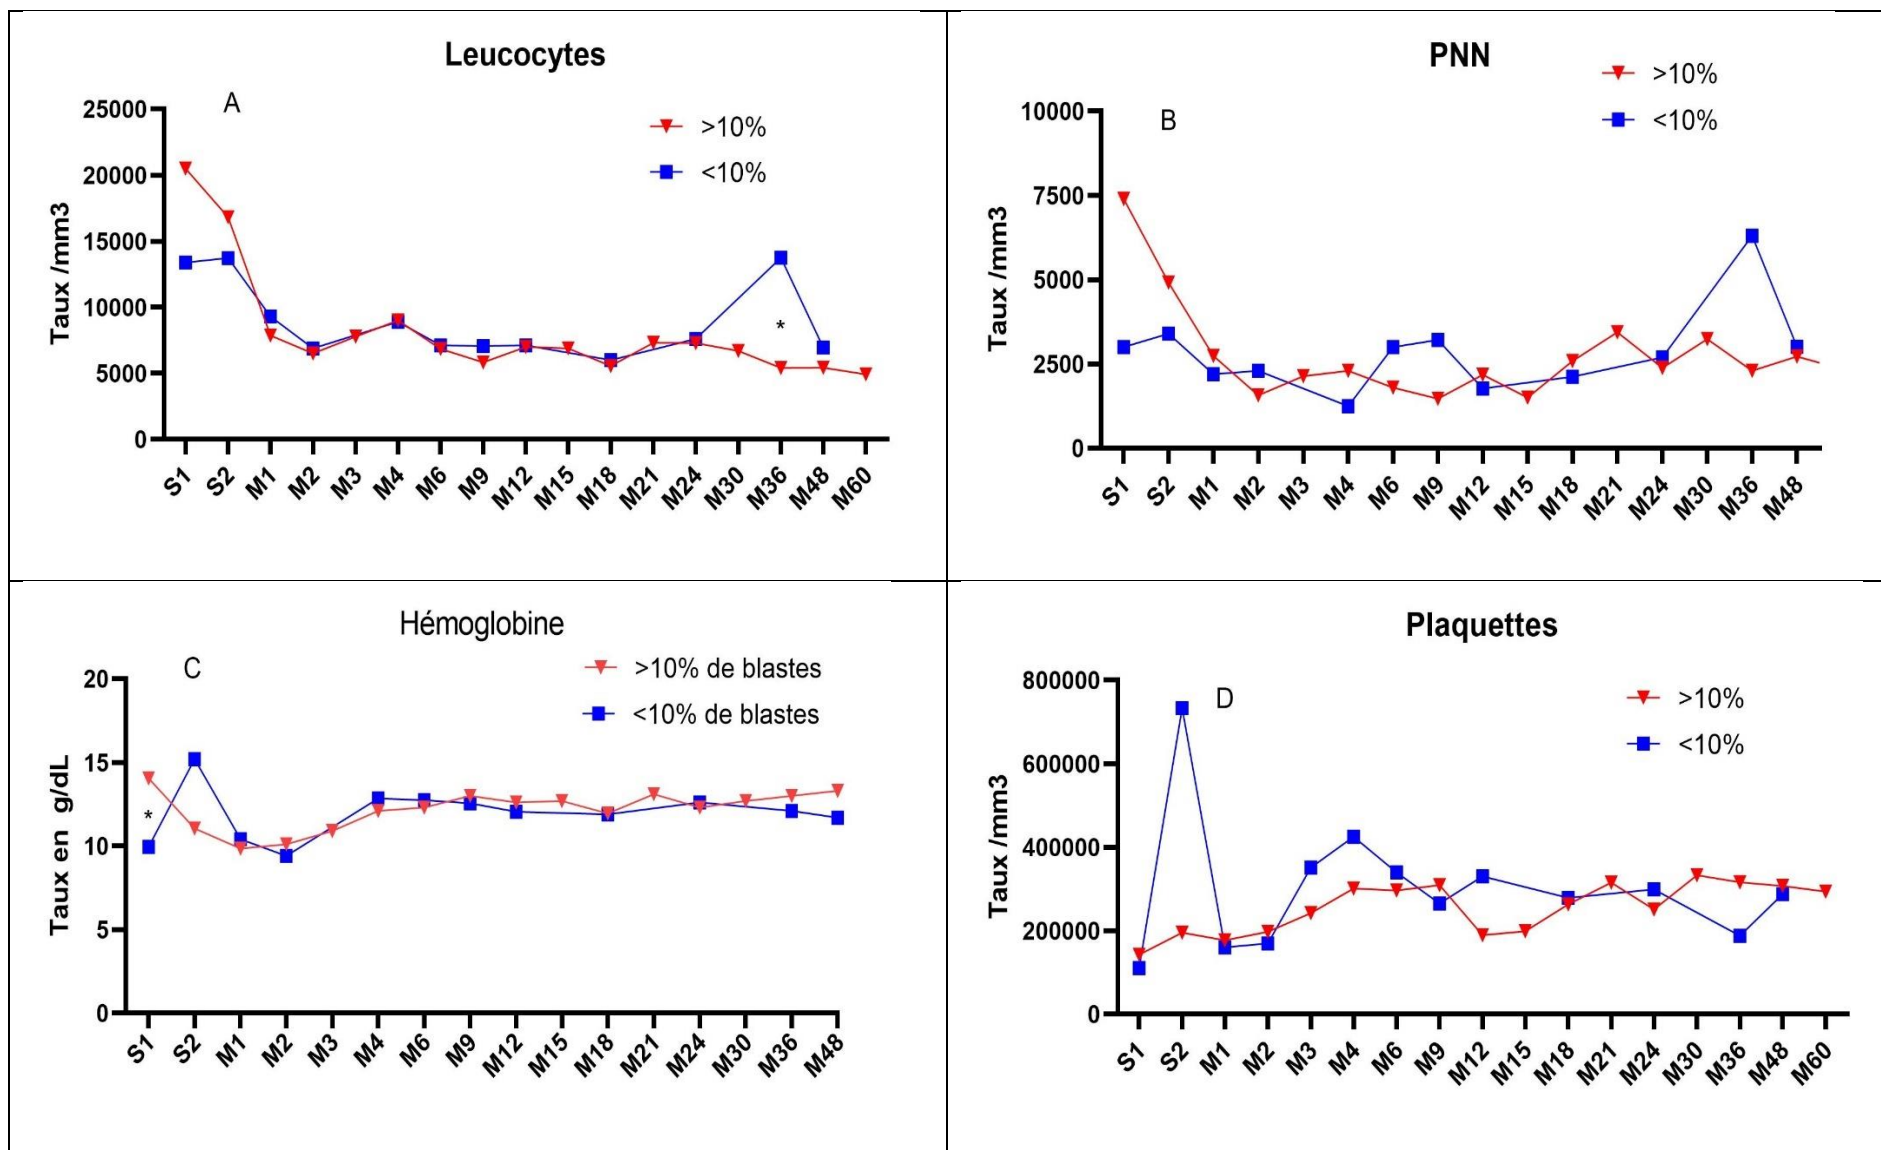 Leucocytes
A
>10%
<10%
Taux /mm3
25000
20000
15000
10000
5000
0
S1 S2 M1 M2 M3 M4 M6 M9 M12 M15 M18 M21 M24 M30 M36 M48 M60
*
PNN
B
>10%
<10%
Taux /mm3
10000
7500
5000
2500
0
S1 S2 M1 M2 M3 M4 M6 M9 M12 M15 M18 M21 M24 M30 M36 M48
Hémoglobine
C
>10% de blastes
<10% de blastes
Taux en g/dL
20
15
10
5
0
*
S1 S2 M1 M2 M3 M4 M6 M9 M12 M15 M18 M21 M24 M30 M36 M48
Plaquettes
D
>10%
<10%
Taux /mm3
800000
600000
400000
200000
0
S1 S2 M1 M2 M3 M4 M6 M9 M12 M15 M18 M21 M24 M30 M36 M48 M60